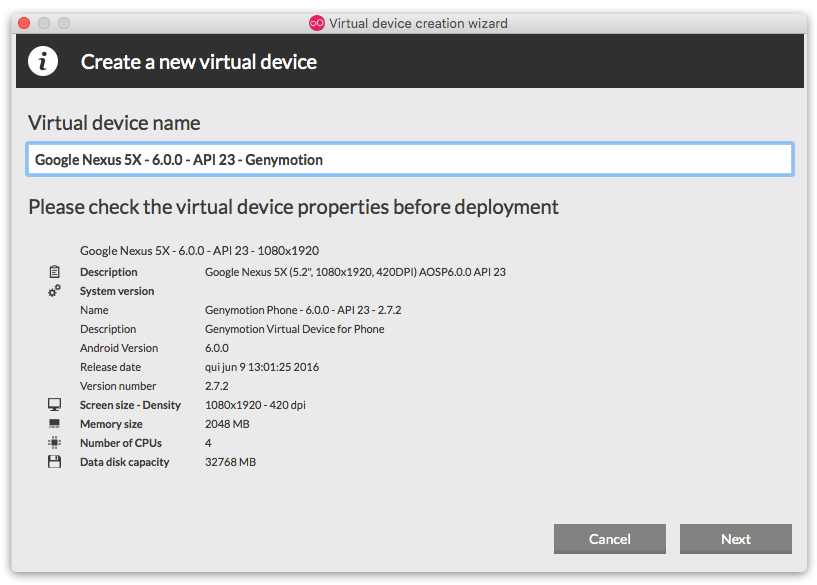 Virtual device creation wizard
Create a new virtual device
Virtual device name
Google Nexus 5X - 6.0.0 - API 23 - Genymotion
Please check the virtual device properties before deployment
Google Nexus 5X - 6.0.0 - API 23 - 1080x1920
Description Google Nexus 5X (5.2", 1080x1920, 420DPI) AOSP6.0.0 API 23
System version
Name Genymotion Phone - 6.0.0 - API 23 - 2.7.2
Description Genymotion Virtual Device for Phone
Android Version 6.0.0
Release date qui jun 9 13:01:25 2016
Version number 2.7.2
Screen size - Density 1080x1920 - 420 dpi
Memory size 2048 MB
Number of CPUs 4
Data disk capacity 32768 MB
Cancel Next